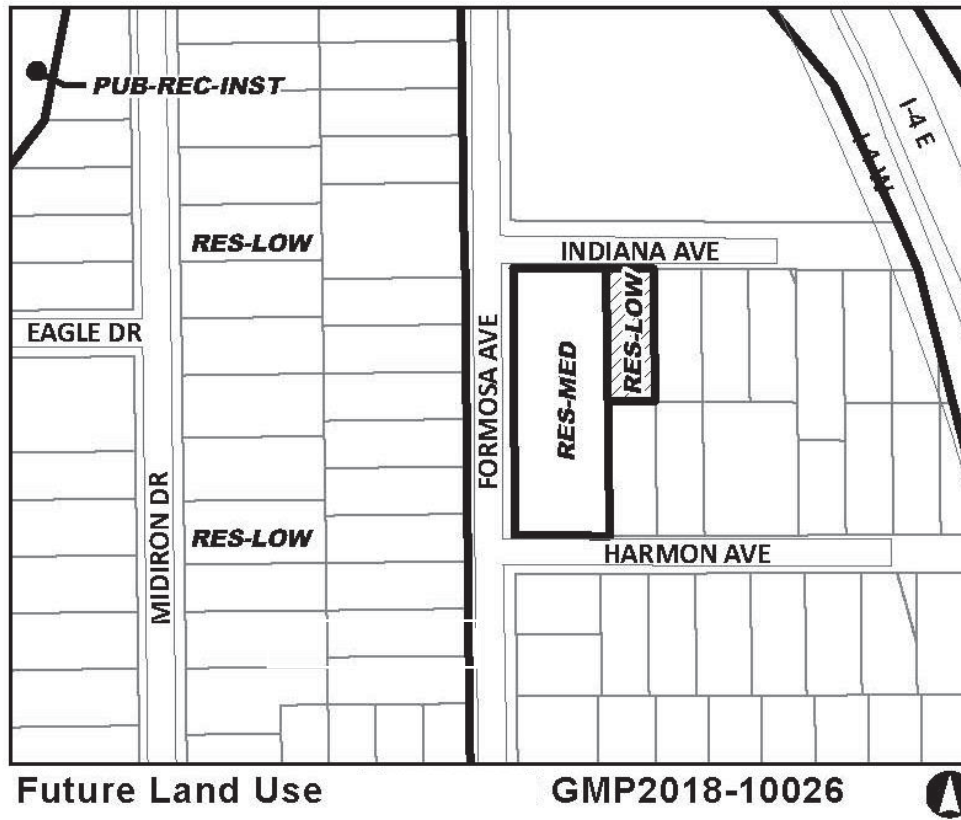 PUB-REC-INST
I-4 E
I-4 W
RES-LOW
INDIANA AVE
EAGLE DR
FORMOSA AVE
RES-MED
RES-LOW
MIDIRON DR
RES-LOW
HARMON AVE
Future Land Use
GMP2018-10026